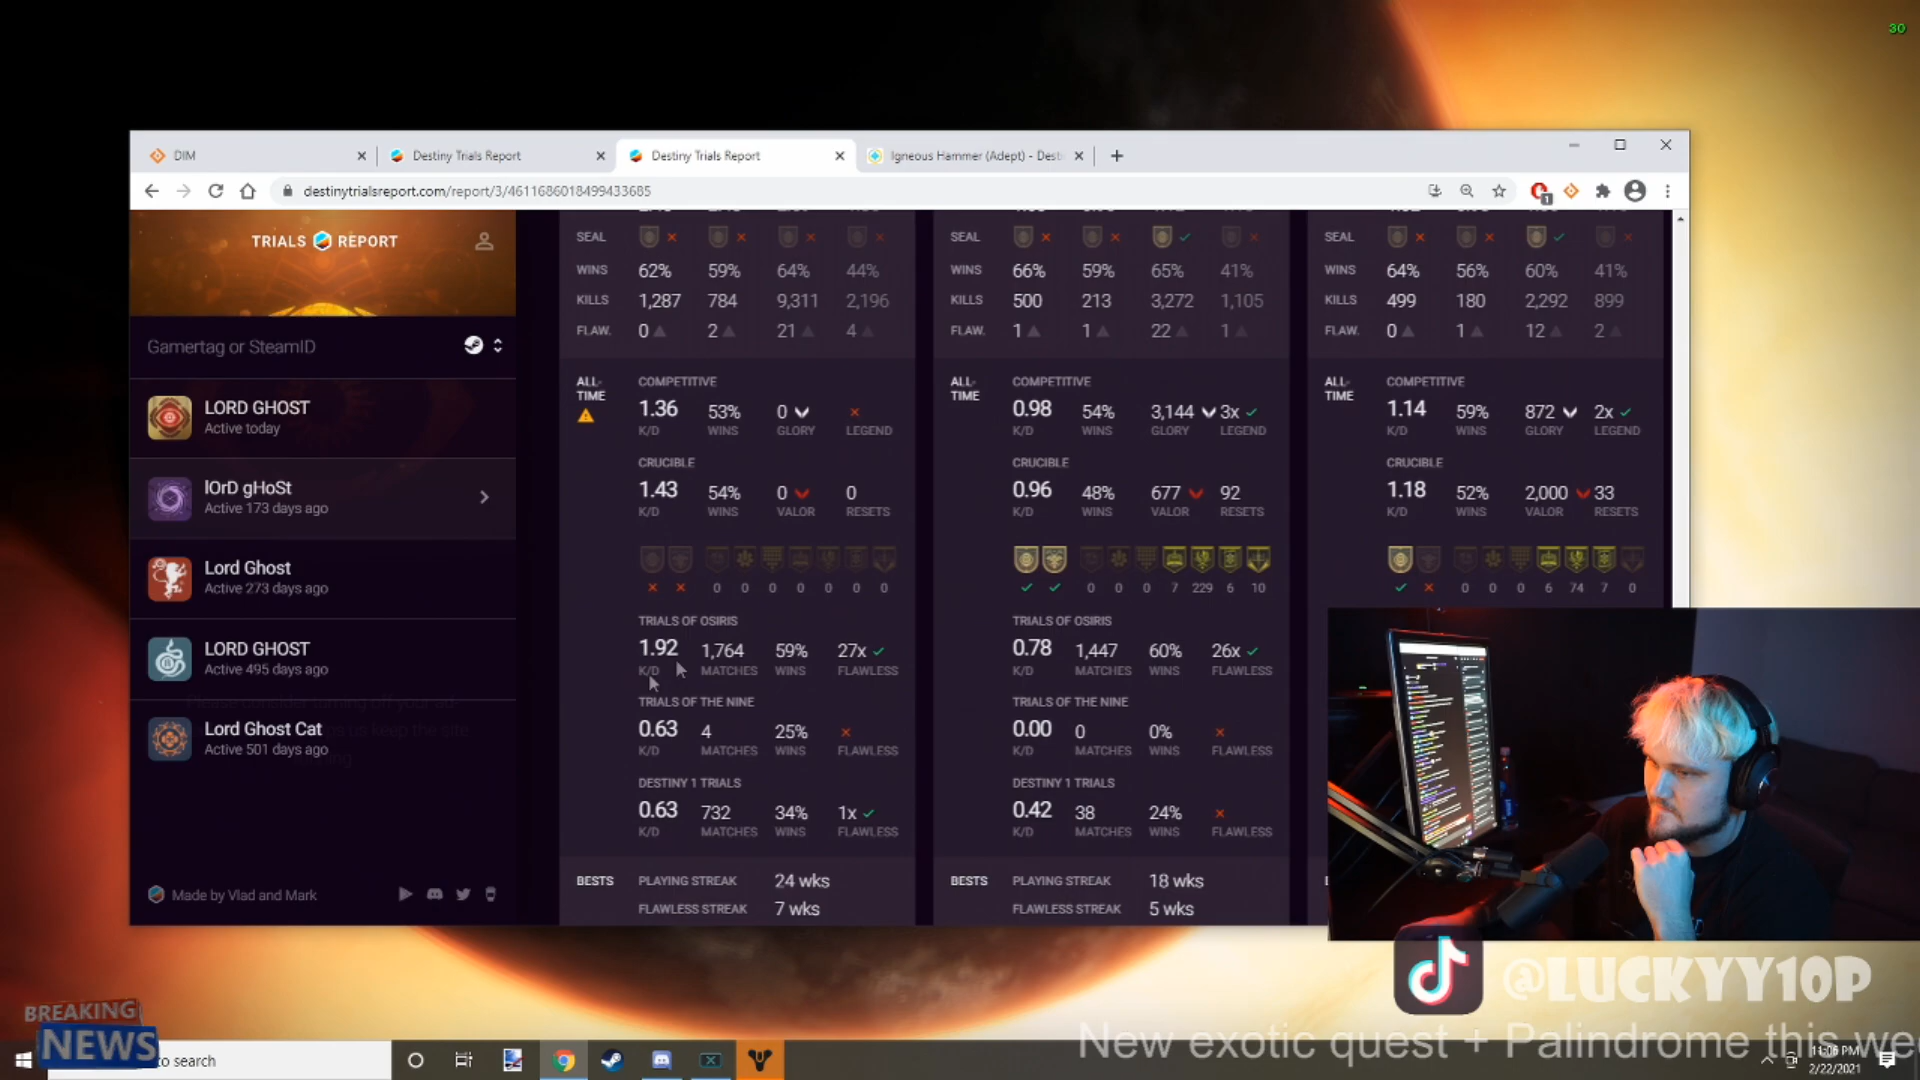 30
DIM
Destiny Trials Report
Destiny Trials Report
Igneous Hammer (Adept) - Desti
destinytrialsreport.com/report/3/4611686018499433685
1
TRIALS REPORT
Gamertag or SteamID
LORD GHOST
Active today
lOrD gHoSt
Active 173 days ago
Lord Ghost
Active 273 days ago
LORD GHOST
Active 495 days ago
Lord Ghost Cat
Active 501 days ago
Made by Vlad and Mark
SEAL
WINS 62% 59% 64% 44%
KILLS 1,287 784 9,311 2,196
FLAW. 0 2 21 4
ALL-TIME
COMPETITIVE
1.36 53% 0
K/D WINS GLORY LEGEND
CRUCIBLE
1.43 54% 0 0
K/D WINS VALOR RESETS
0 0 0 0 0 0 0
TRIALS OF OSIRIS
1.92 1,764 59% 27x
K/D MATCHES WINS FLAWLESS
TRIALS OF THE NINE
0.63 4 25%
K/D MATCHES WINS FLAWLESS
DESTINY 1 TRIALS
0.63 732 34% 1x
K/D MATCHES WINS FLAWLESS
BESTS PLAYING STREAK 24 wks
FLAWLESS STREAK 7 wks
SEAL
WINS 66% 59% 65% 41%
KILLS 500 213 3,272 1,105
FLAW. 1 1 22 1
ALL-TIME
COMPETITIVE
0.98 54% 3,144 3x
K/D WINS GLORY LEGEND
CRUCIBLE
0.96 48% 677 92
K/D WINS VALOR RESETS
0 0 0 7 229 6 10
TRIALS OF OSIRIS
0.78 1,447 60% 26x
K/D MATCHES WINS FLAWLESS
TRIALS OF THE NINE
0.00 0 0%
K/D MATCHES WINS FLAWLESS
DESTINY 1 TRIALS
0.42 38 24%
K/D MATCHES WINS FLAWLESS
BESTS PLAYING STREAK 18 wks
FLAWLESS STREAK 5 wks
SEAL
WINS 64% 56% 60% 41%
KILLS 499 180 2,292 899
FLAW. 0 1 12 2
ALL-TIME
COMPETITIVE
1.14 59% 872 2x
K/D WINS GLORY LEGEND
CRUCIBLE
1.18 52% 2,000 33
K/D WINS VALOR RESETS
0 0 0 6 74 7 0
@LUCKYY10P
BREAKING
NEWS
New exotic quest + Palindrome this we
to search
11:06 PM
2/22/2021